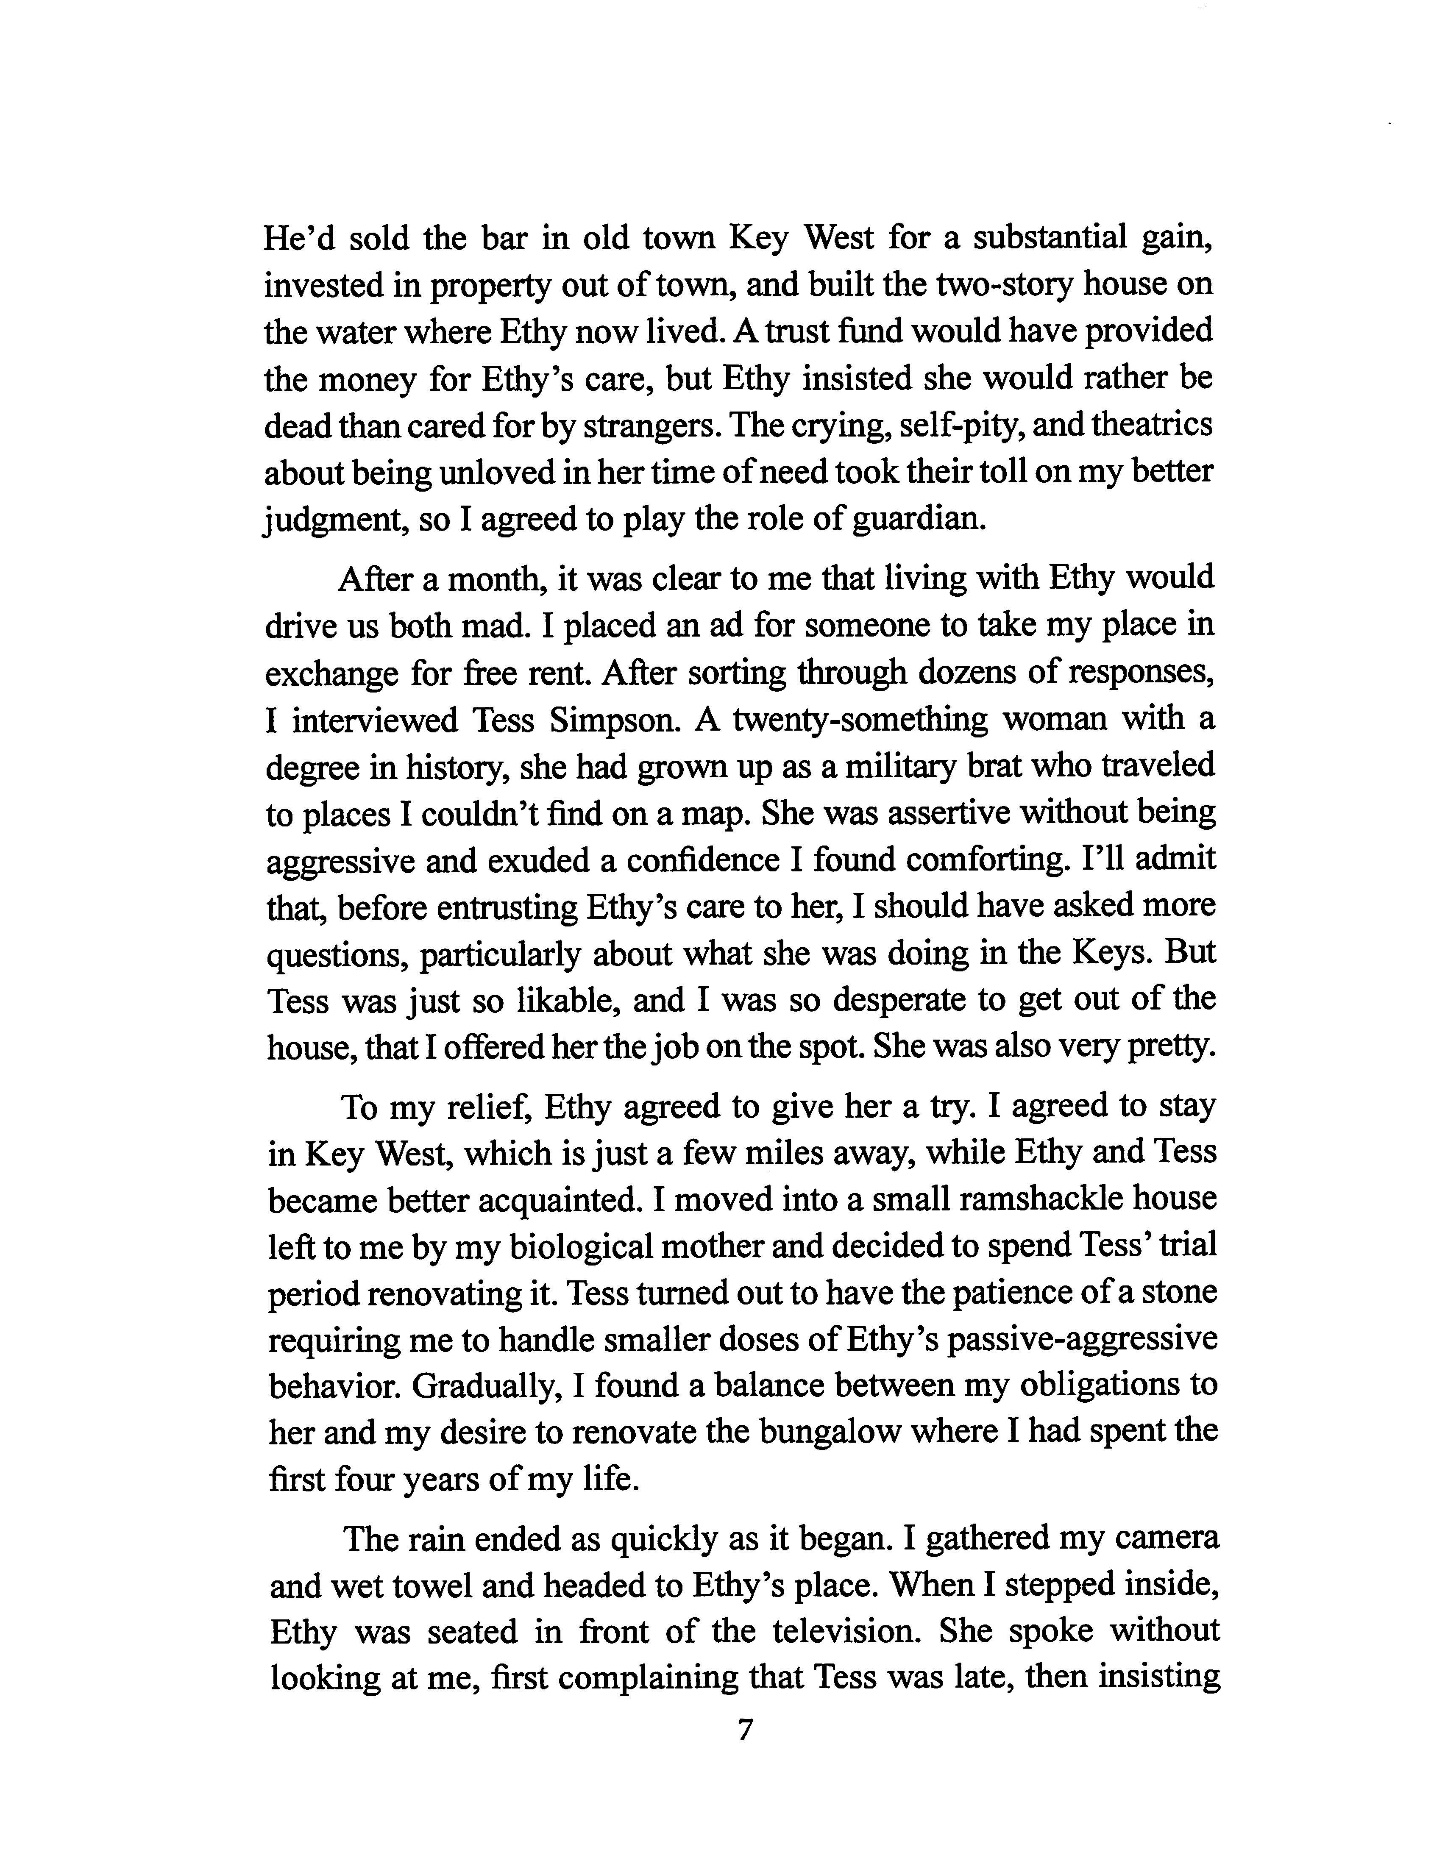 He’d sold the bar in old town Key West for a substantial gain,
invested in property out of town, and built the two-story house on
the water where Ethy now lived. A trust fund would have provided
the money for Ethy’s care, but Ethy insisted she would rather be
dead than cared for by strangers. The crying, self-pity, and theatrics
about being unloved in her time of need took their toll on my better
judgment, so I agreed to play the role of guardian.
After a month, it was clear to me that living with Ethy would
drive us both mad. I placed an ad for someone to take my place in
exchange for free rent. After sorting through dozens of responses,
I interviewed Tess Simpson. A twenty-something woman with a
degree in history, she had grown up as a military brat who traveled
to places I couldn’t find on a map. She was assertive without being
aggressive and exuded a confidence I found comforting. I’ll admit
that, before entrusting Ethy’s care to her, I should have asked more
questions, particularly about what she was doing in the Keys. But
Tess was just so likable, and I was so desperate to get out of the
house, that I offered her the job on the spot. She was also very pretty.
To my relief, Ethy agreed to give her a try. I agreed to stay
in Key West, which is just a few miles away, while Ethy and Tess
became better acquainted. I moved into a small ramshackle house
left to me by my biological mother and decided to spend Tess’ trial
period renovating it. Tess turned out to have the patience of a stone
requiring me to handle smaller doses of Ethy’s passive-aggressive
behavior. Gradually, I found a balance between my obligations to
her and my desire to renovate the bungalow where I had spent the
first four years of my life.
The rain ended as quickly as it began. I gathered my camera
and wet towel and headed to Ethy’s place. When I stepped inside,
Ethy was seated in front of the television. She spoke without
looking at me, first complaining that Tess was late, then insisting
7